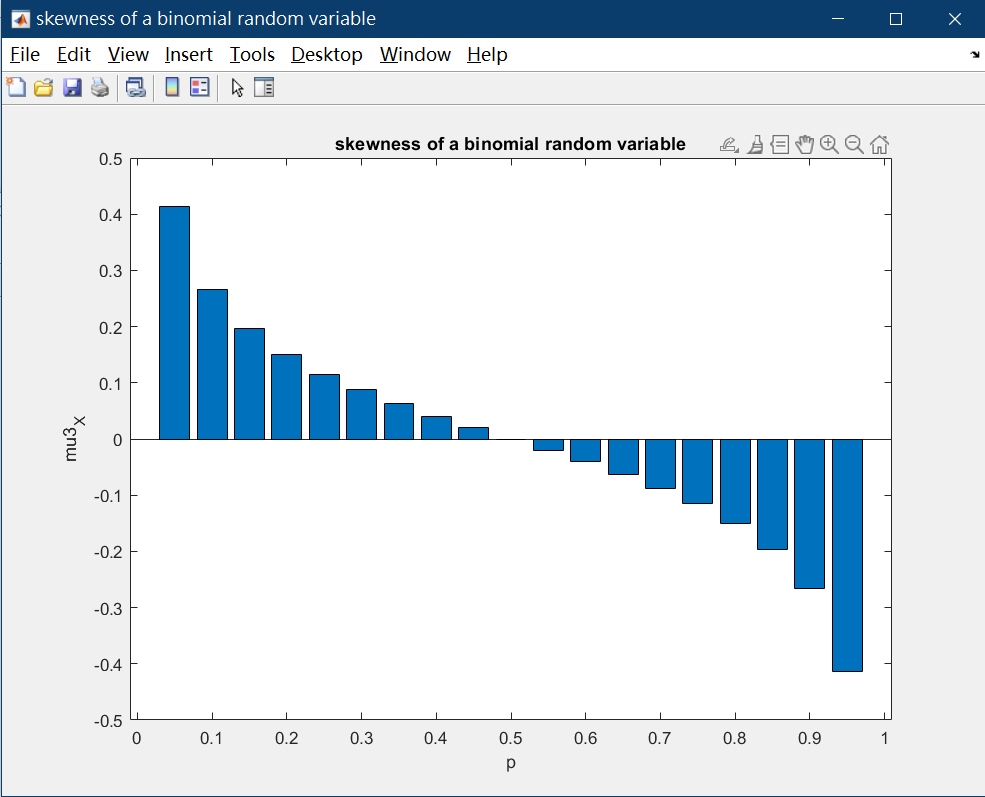 skewness of a binomial random variable
File Edit View Insert Tools Desktop Window Help
skewness of a binomial random variable
0.5
0.4
0.3
0.2
0.1
0
-0.1
-0.2
-0.3
-0.4
-0.5
mu3X
0 0.1 0.2 0.3 0.4 0.5 0.6 0.7 0.8 0.9 1
p